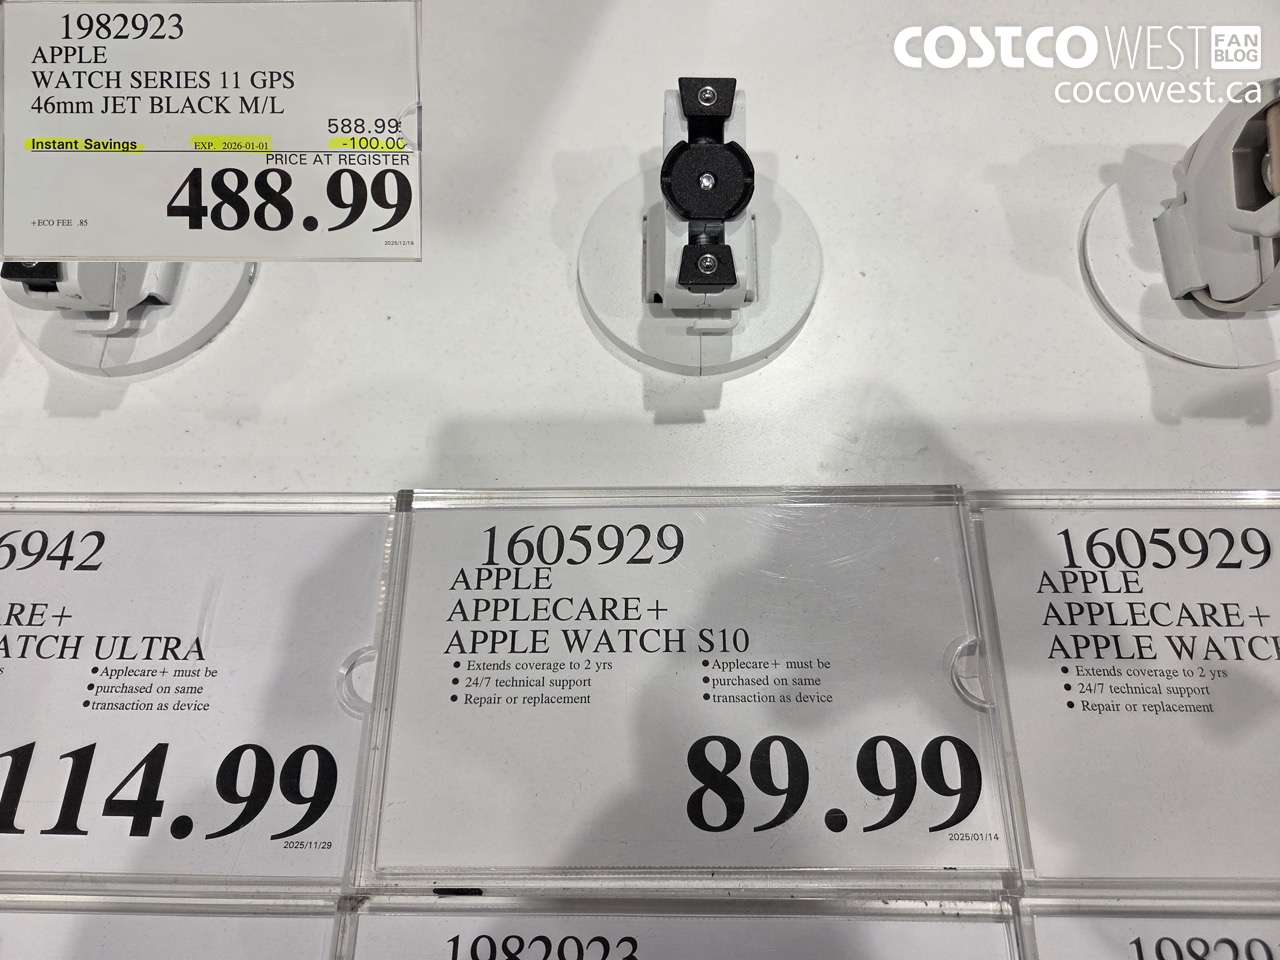 COSTCO WEST FAN BLOG
cocowest.ca
1982923
APPLE
WATCH SERIES 11 GPS
46mm JET BLACK M/L
588.99
Instant Savings EXP. 2026-01-01 -100.00
PRICE AT REGISTER
488.99
+ECO FEE .85
2025/12/18
6942
ARE+
ATCH ULTRA
s
•Applecare+ must be
•purchased on same
•transaction as device
114.99
2025/11/29
1605929
APPLE
APPLECARE+
APPLE WATCH S10
• Extends coverage to 2 yrs •Applecare+ must be
• 24/7 technical support •purchased on same
• Repair or replacement •transaction as device
89.99
2025/01/14
1605929
APPLE
APPLECARE+
APPLE WATCH
• Extends coverage to 2 yrs
• 24/7 technical support
• Repair or replacement
1982923